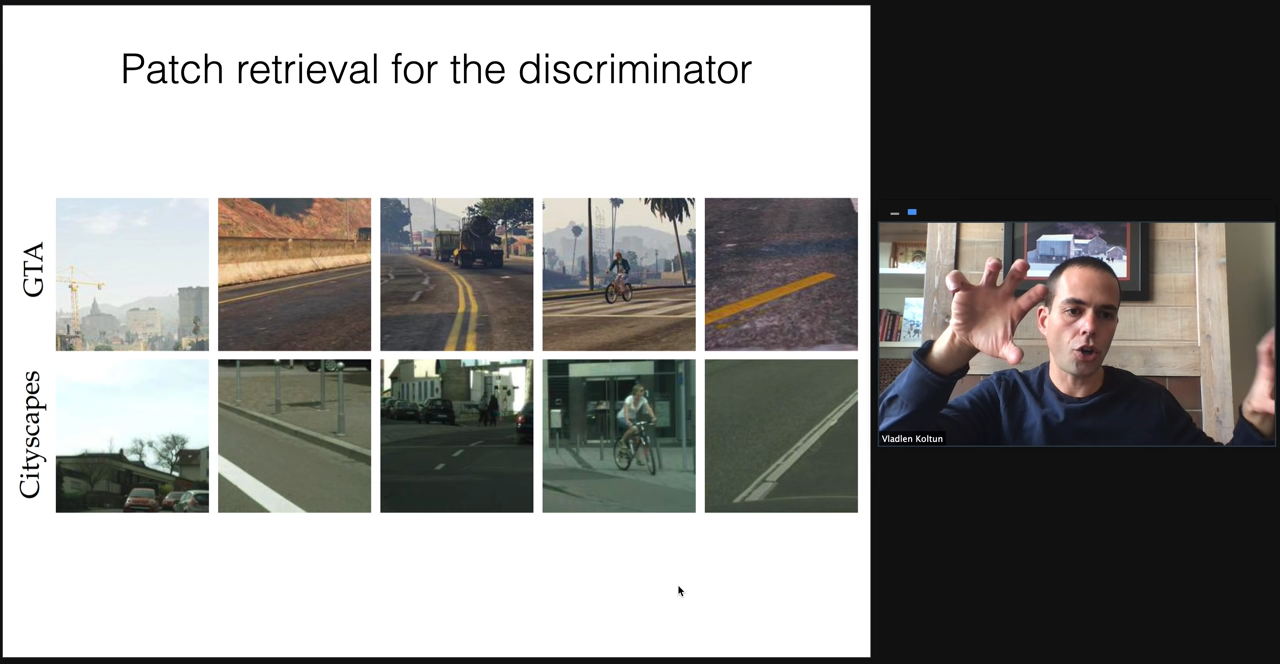 Patch retrieval for the discriminator
GTA
Cityscapes
Vladlen Koltun